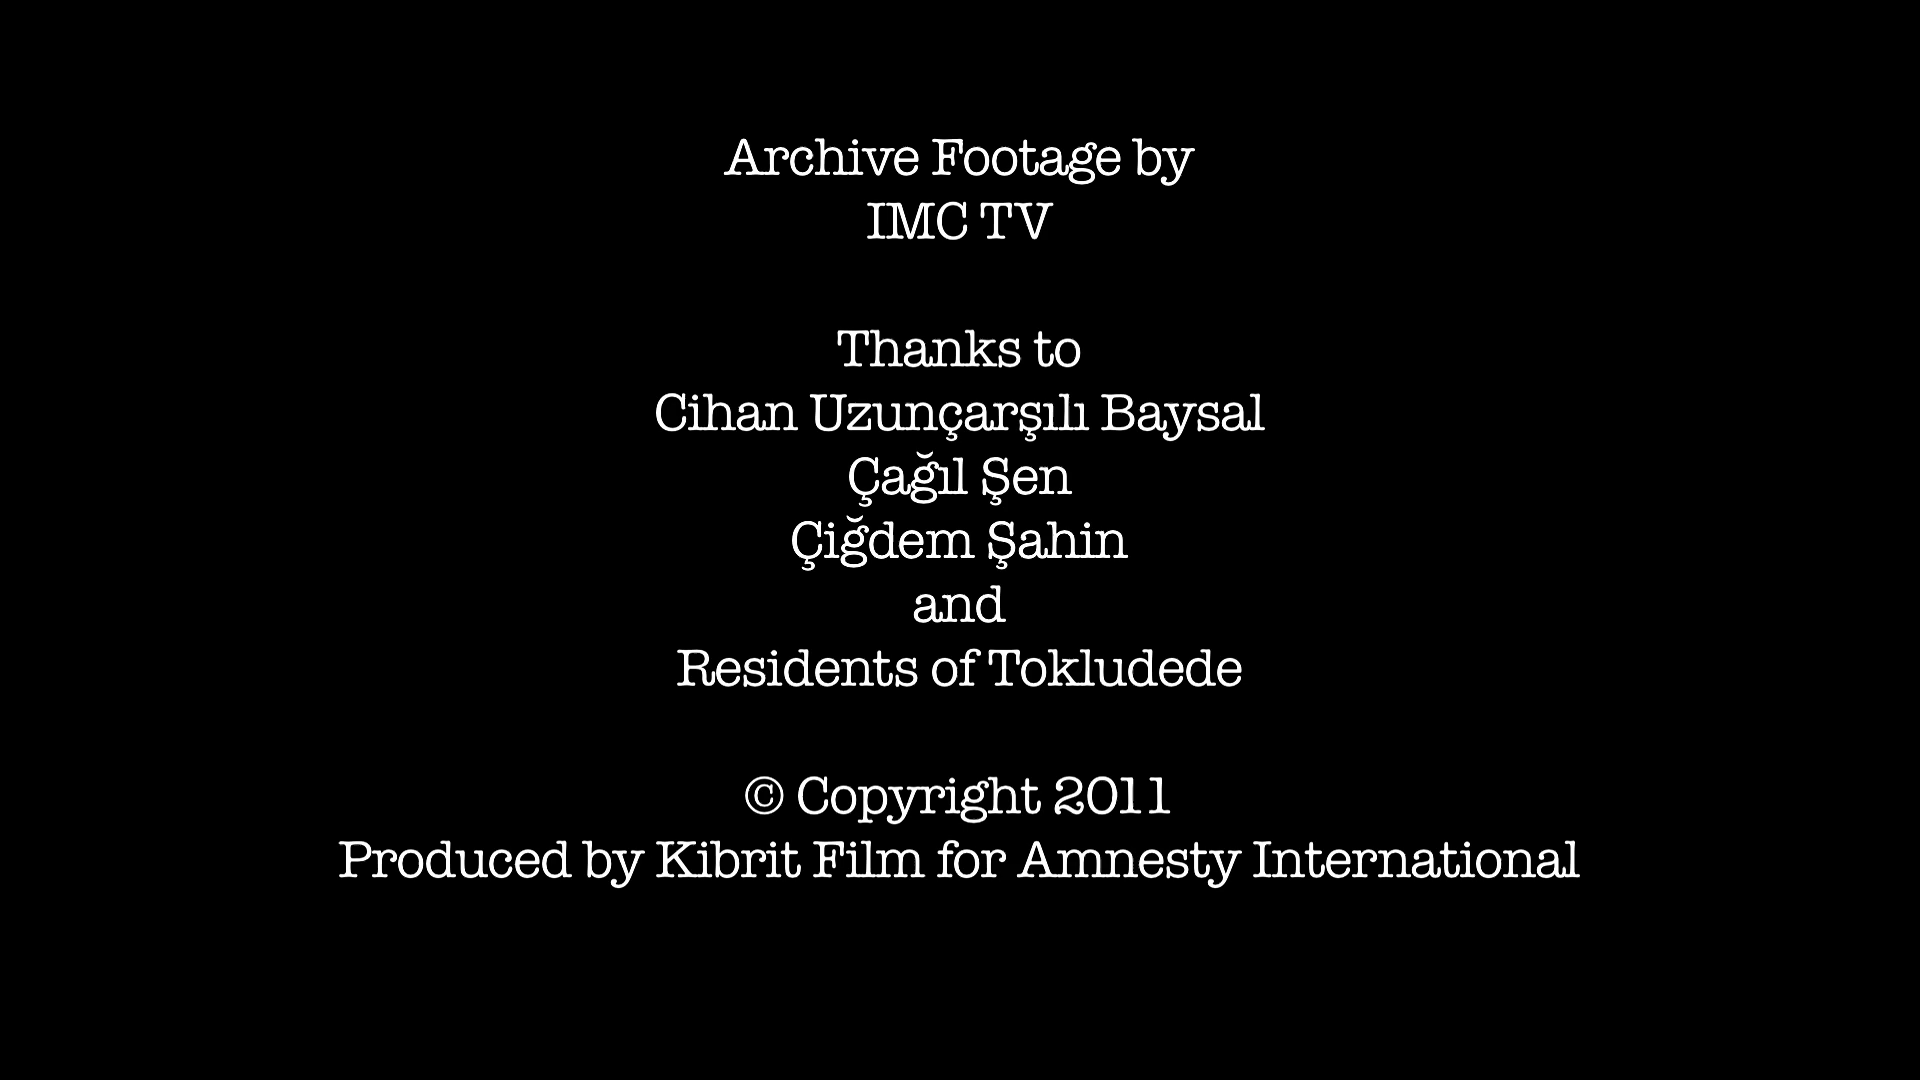 Archive Footage by
IMC TV
Thanks to
Cihan Uzunçarşılı Baysal
Çağıl Şen
Çiğdem Şahin
and
Residents of Tokludede
© Copyright 2011
Produced by Kibrit Film for Amnesty International